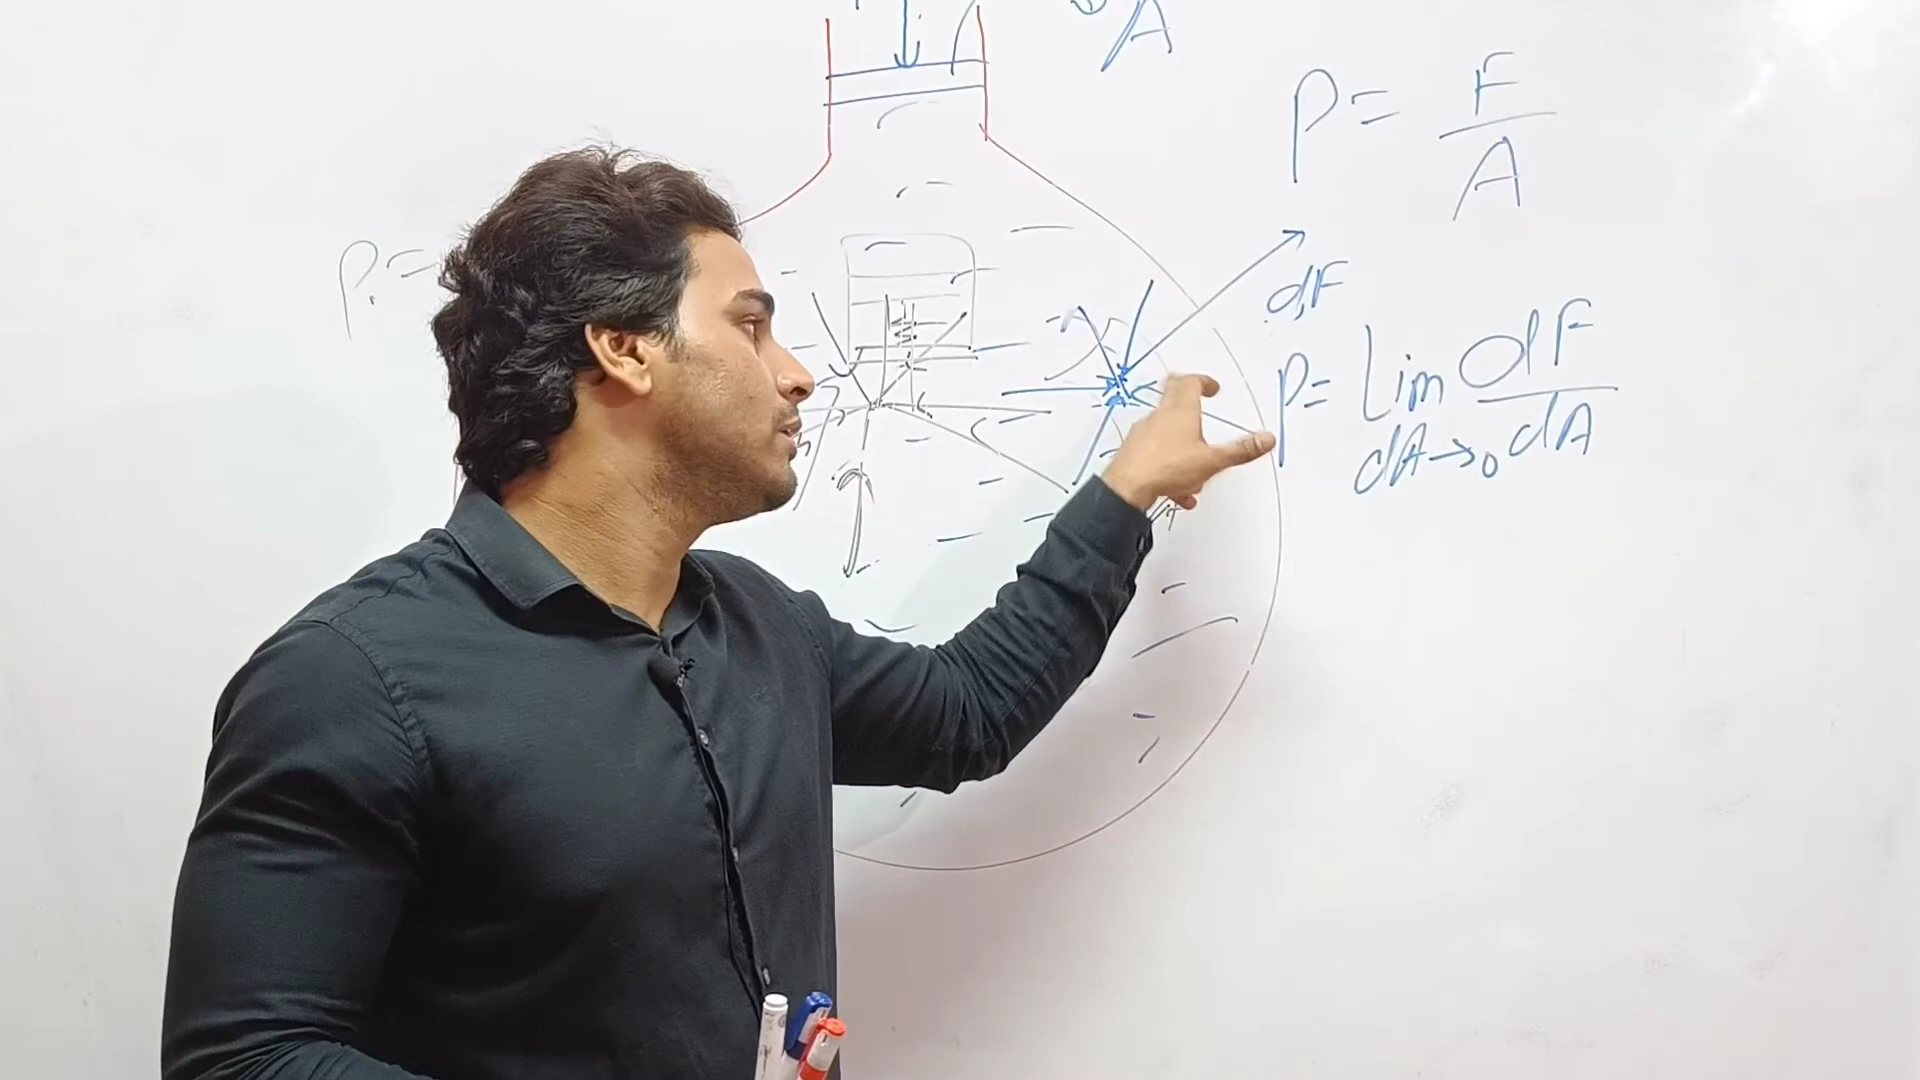 A
P = F/A
P =
dF
P = Lim dF/dA
dA→0